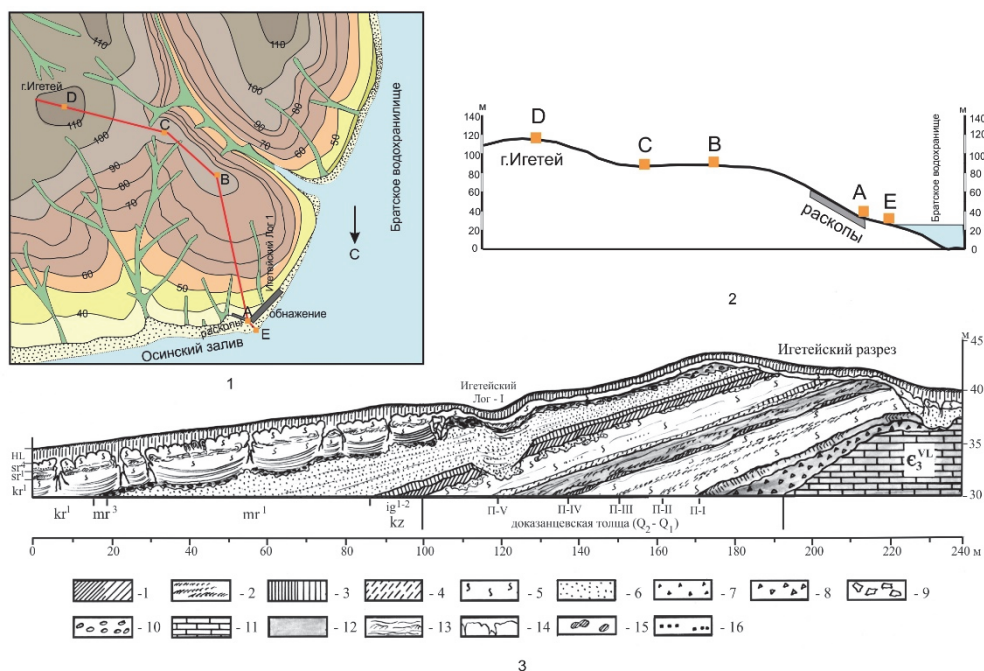 110
110
г.Игетей
D
100
110
C
100
90
80
70
50
90
80
70
B
60
50
40
Игетейский Лог 1
C
Братское водохранилище
A
E
раскопы
обнажение
Осинский залив
1
м
140
120
100
80
60
40
20
0
D
г.Игетей
C
B
A
E
раскопы
Братское водохранилище
м
140
120
100
80
60
40
20
0
2
Игетейский
Лог - I
Игетейский разрез
м
45
40
35
30
HL
kr¹
Є₃ VL
kr¹
mr³
mr¹
ig¹⁻²
kz
П-V
П-IV
П-III
П-II
П-I
доказанцевская толща (Q₂ - Q₁)
0 20 40 60 80 100 120 140 160 180 200 220 240 м
- 1 - 2 - 3 - 4 - 5 - 6 - 7 - 8 - 9
- 10 - 11 - 12 - 13 - 14 - 15 - 16
3